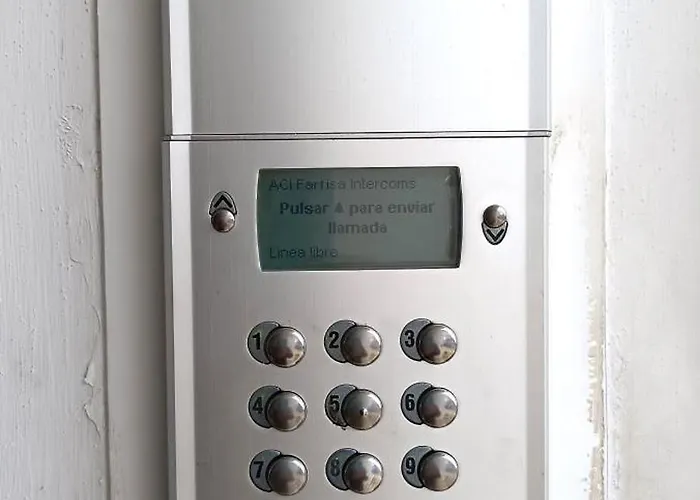 ACI Farfisa Intercoms
Pulsar 🔔 para enviar
llamada
Linea libre
1 2 3
4 5 6
7 8 9